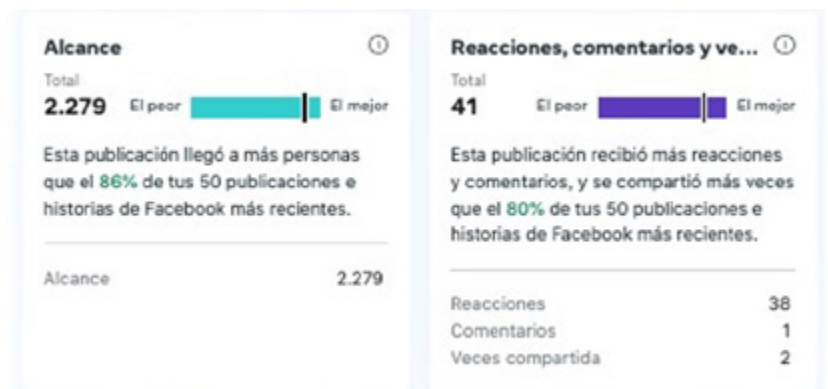 Alcance
Total
2.279 El peor El mejor
Esta publicación llegó a más personas
que el 86% de tus 50 publicaciones e
historias de Facebook más recientes.
Alcance 2.279
Reacciones, comentarios y ve...
Total
41 El peor El mejor
Esta publicación recibió más reacciones
y comentarios, y se compartió más veces
que el 80% de tus 50 publicaciones e
historias de Facebook más recientes.
Reacciones 38
Comentarios 1
Veces compartida 2